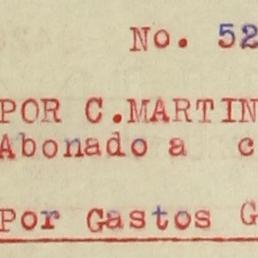 No. 52
POR C.MARTIN
Abonado a c
Por Gastos G